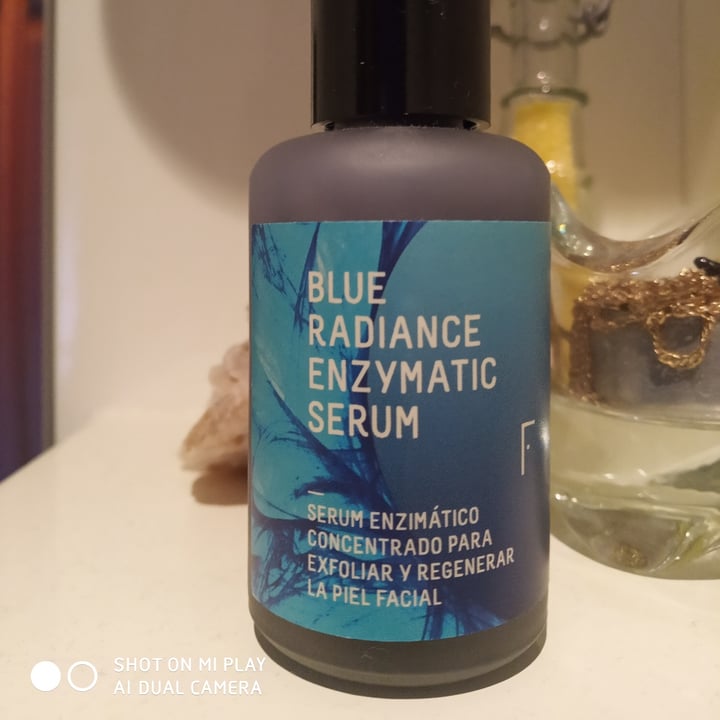 BLUE
RADIANCE
ENZYMATIC
SERUM
F
SERUM ENZIMÁTICO
CONCENTRADO PARA
EXFOLIAR Y REGENERAR
LA PIEL FACIAL
SHOT ON MI PLAY
AI DUAL CAMERA